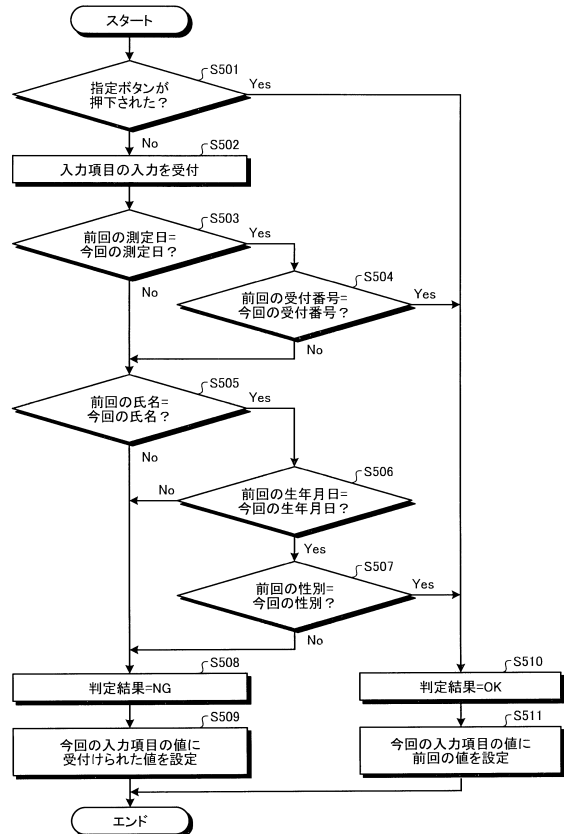 スタート
S501
指定ボタンが
押下された？
Yes
No
S502
入力項目の入力を受付
S503
前回の測定日=
今回の測定日？
Yes
No
S504
前回の受付番号=
今回の受付番号？
Yes
No
S505
前回の氏名=
今回の氏名？
Yes
No
S506
前回の生年月日=
今回の生年月日？
No
Yes
S507
前回の性別=
今回の性別？
Yes
No
S508
判定結果=NG
S509
今回の入力項目の値に
受付けられた値を設定
S510
判定結果=OK
S511
今回の入力項目の値に
前回の値を設定
エンド